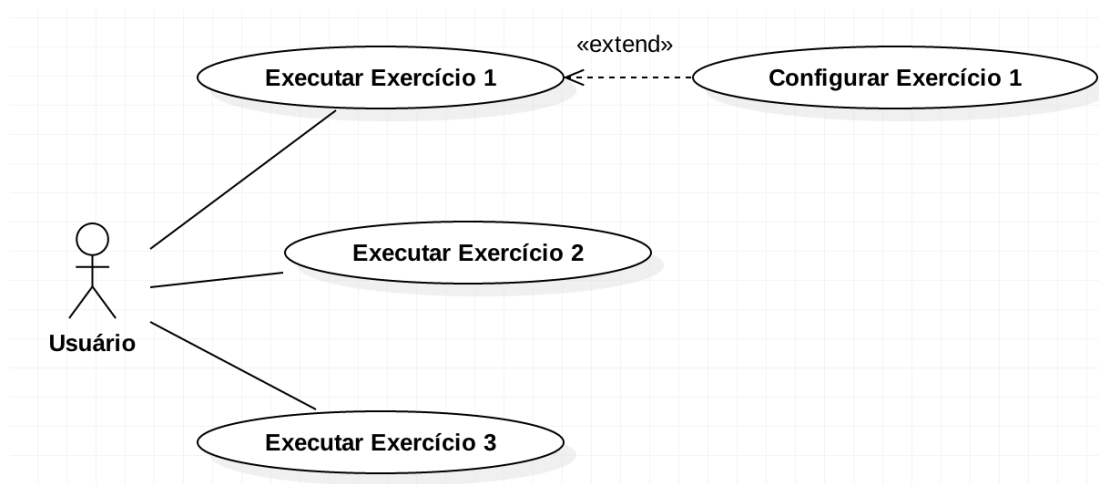 «extend»
Executar Exercício 1
Configurar Exercício 1
Executar Exercício 2
Usuário
Executar Exercício 3